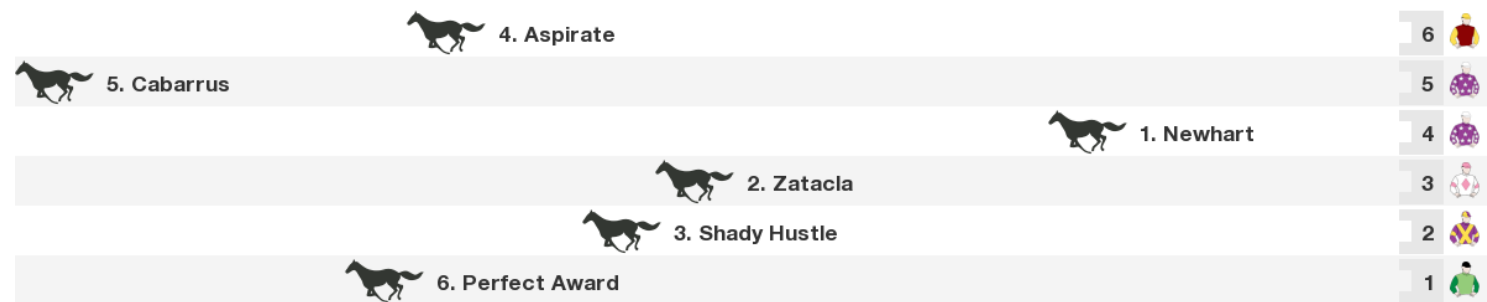 4. Aspirate 6
5. Cabarrus 5
1. Newhart 4
2. Zatacla 3
3. Shady Hustle 2
6. Perfect Award 1